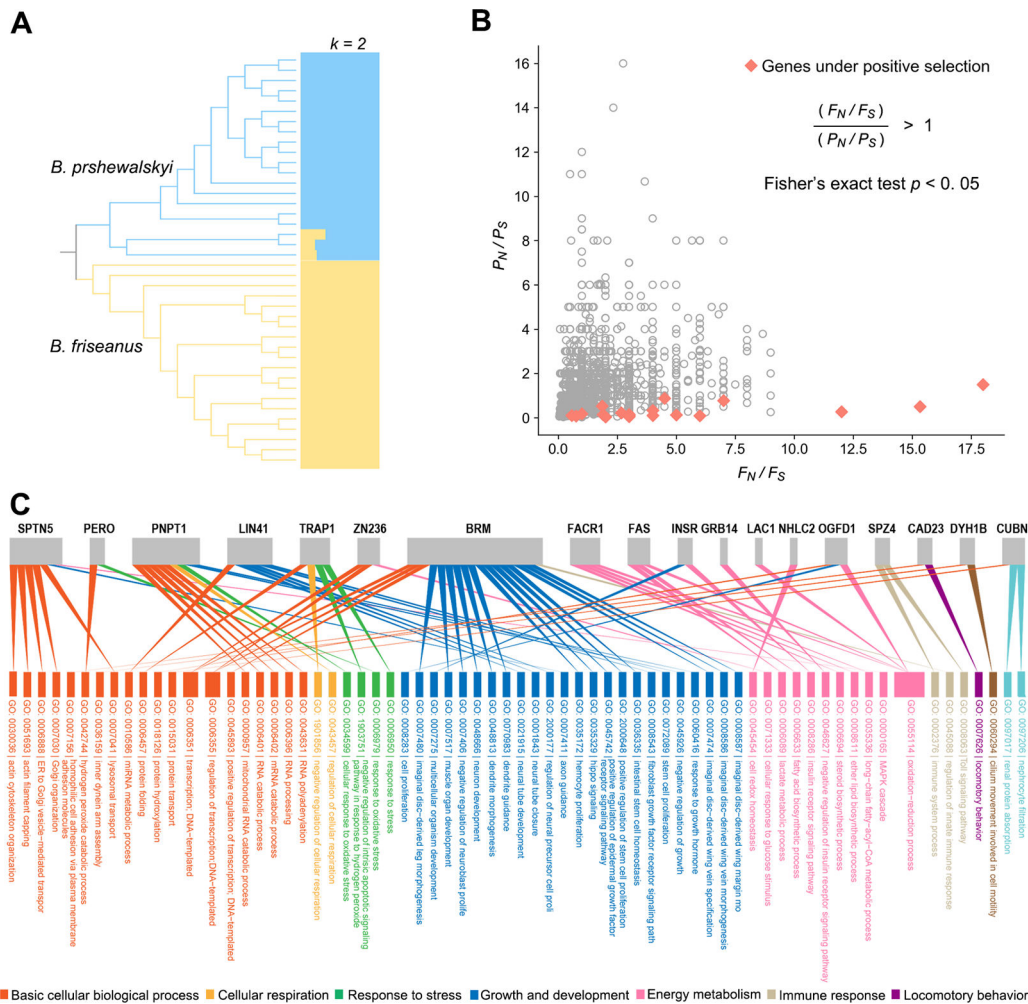 A
k = 2
B. prshewalskyi
B. friseanus
B
16
14
12
10
8
6
4
2
0
P_N / P_S
0.0
2.5
5.0
7.5
10.0
12.5
15.0
17.5
F_N / F_S
Genes under positive selection
( F_N / F_S )
( P_N / P_S )
> 1
Fisher's exact test p < 0. 05
C
SPTN5
PERO
PNPT1
LIN41
TRAP1
ZN236
BRM
FACR1
FAS
INSR
GRB14
LAC1
NHLC2
OGFD1
SPZ4
CAD23
DYH1B
CUBN
GO 0030036 | actin cytoskeleton organization)
GO 0051693 | actin filament capping
GO 0006888 | ER to Golgi vesicle-mediated transpor
GO 0007030 | Golgi organization
GO 0007156 | homophilic cell adhesion via plasma membrane adhesion molecules
GO 0042744 | hydrogen peroxide catabolic process
GO 0036159 | inner dynein arm assembly
GO 0007041 | lysosomal transport
GO 0010586 | miRNA metabolic process
GO 0006457 | protein folding
GO 0018126 | protein hydroxylation
GO 0015031 | protein transport
GO 0006351 | transcription, DNA-templated
GO 0006355 | regulation of transcription; DNA-templated
GO 0045893 | positive regulation of transcription; DNA-templated
GO 0000957 | mitochondrial RNA catabolic process
GO 0006401 | RNA catabolic process
GO 0006402 | mRNA catabolic process
GO 0006396 | RNA processing
GO 0043631 | RNA polyadenylation
GO 1901856 | negative regulation of cellular respiration
GO 0043457 | regulation of cellular respiration
GO 0034599 | cellular response to oxidative stress
GO 1903751 | negative regulation of intrinsic apoptotic signaling pathway in response to hydrogen peroxide
GO 0006979 | response to oxidative stress
GO 0006950 | response to stress
GO 0008283 | cell proliferation
GO 0007480 | imaginal disc-derived leg morphogenesis
GO 0007275 | multicellular organism development
GO 0007517 | muscle organ development
GO 0007406 | negative regulation of neuroblast prolife
GO 0048666 | neuron development
GO 0048813 | dendrite morphogenesis
GO 0070983 | dendrite guidance
GO 0021915 | neural tube development
GO 0001843 | neural tube closure
GO 2000177 | regulation of neural precursor cell proli
GO 0007411 | axon guidance
GO 0035172 | hemocyte proliferation
GO 0035329 | hippo signaling
GO 0045742 | positive regulation of epidermal growth factor receptor signaling pathway
GO 2000648 | positive regulation of stem cell proliferation
GO 0036335 | intestinal stem cell homeostasis
GO 0008543 | fibroblast growth factor receptor signaling path
GO 0072089 | stem cell proliferation
GO 0045926 | negative regulation of growth
GO 0060416 | response to growth hormone
GO 0007474 | imaginal disc-derived wing vein specification
GO 0008586 | imaginal disc-derived wing vein morphogenesis
GO 0008587 | imaginal disc-derived wing margin mo
GO 0045454 | cell redox homeostasis
GO 0071333 | cellular response to glucose stimulus
GO 0006089 | lactate metabolic process
GO 0006633 | fatty acid biosynthetic process
GO 0008286 | insulin receptor signaling pathway
GO 0046627 | negative regulation of insulin receptor signaling pathway
GO 0006694 | steroid biosynthetic process
GO 0008611 | ether lipid biosynthetic process
GO 0035336 | long-chain fatty-acyl-CoA metabolic process
GO 0000165 | MAPK cascade
GO 0055114 | oxidation-reduction process
GO 0002376 | immune system process
GO 0045088 | regulation of innate immune response
GO 0008063 | Toll signaling pathway
GO 0007626 | locomotory behavior
GO 0060294 | cilium movement involved in cell motility
GO 0097017 | renal protein absorption
GO 0097206 | nephrocyte filtration
Basic cellular biological process
Cellular respiration
Response to stress
Growth and development
Energy metabolism
Immune response
Locomotory behavior